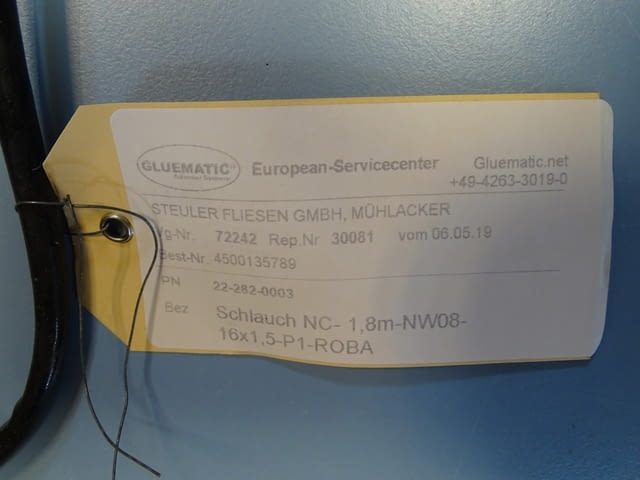 GLUEMATIC®
Adhesive Systems
European-Servicecenter
Gluematic.net
+49-4263-3019-0
STEULER FLIESEN GMBH, MÜHLACKER
Vg-Nr. 72242 Rep.Nr 30081 vom 06.05.19
Best-Nr. 4500135789
PN 22-282-0003
Bez Schlauch NC- 1,8m-NW08-
16x1,5-P1-ROBA